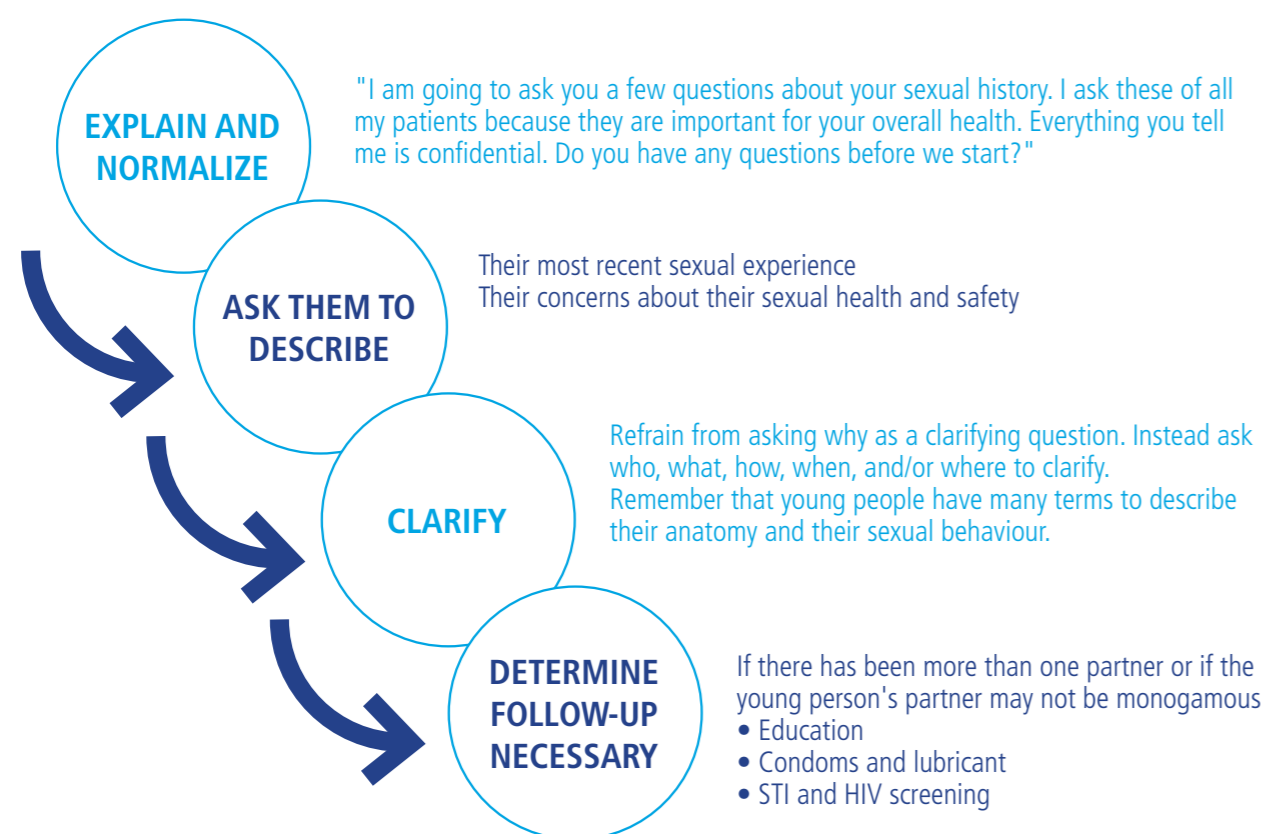 EXPLAIN AND
NORMALIZE
"I am going to ask you a few questions about your sexual history. I ask these of all
my patients because they are important for your overall health. Everything you tell
me is confidential. Do you have any questions before we start?"
ASK THEM TO
DESCRIBE
Their most recent sexual experience
Their concerns about their sexual health and safety
CLARIFY
Refrain from asking why as a clarifying question. Instead ask
who, what, how, when, and/or where to clarify.
Remember that young people have many terms to describe
their anatomy and their sexual behaviour.
DETERMINE
FOLLOW-UP
NECESSARY
If there has been more than one partner or if the
young person's partner may not be monogamous
• Education
• Condoms and lubricant
• STI and HIV screening